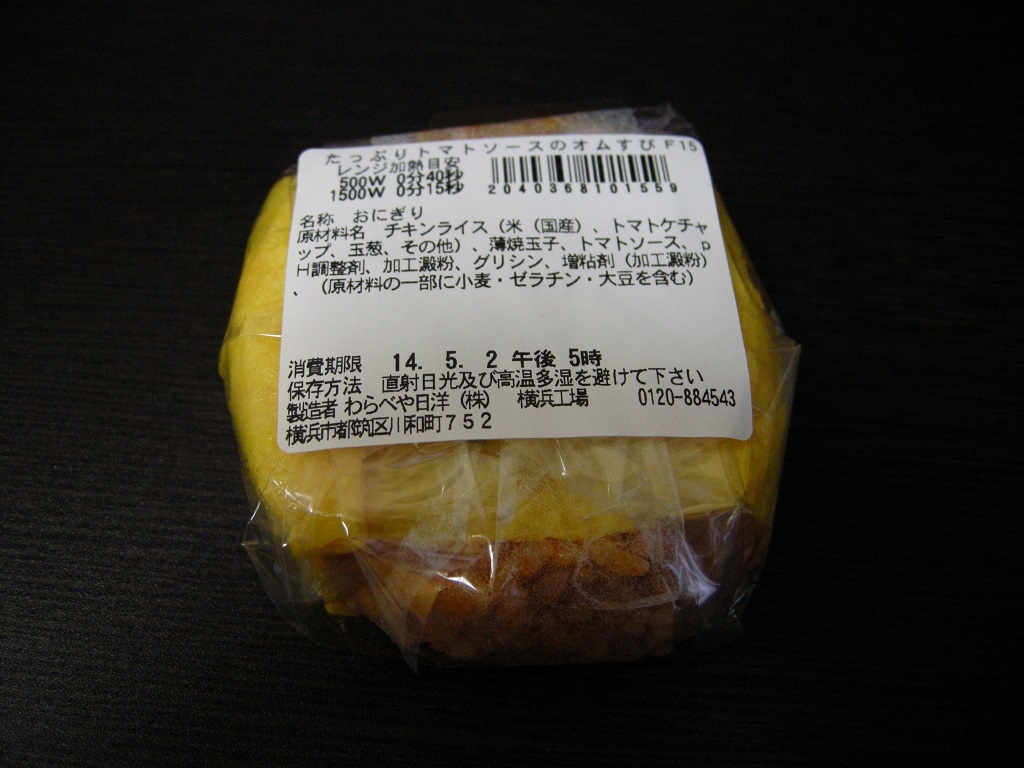 たっぷりトマトソースのオムすび F15
レンジ加熱目安
500W 0分40秒
1500W 0分15秒
2040368101559
名称 おにぎり
原材料名 チキンライス（米（国産）、トマトケチャ
ップ、玉葱、その他）、薄焼玉子、トマトソース、p
H調整剤、加工澱粉、グリシン、増粘剤（加工澱粉）
、（原材料の一部に小麦・ゼラチン・大豆を含む）
消費期限 14. 5. 2 午後 5時
保存方法 直射日光及び高温多湿を避けて下さい
製造者 わらべや日洋（株） 横浜工場 0120-884543
横浜市都筑区川和町７５２